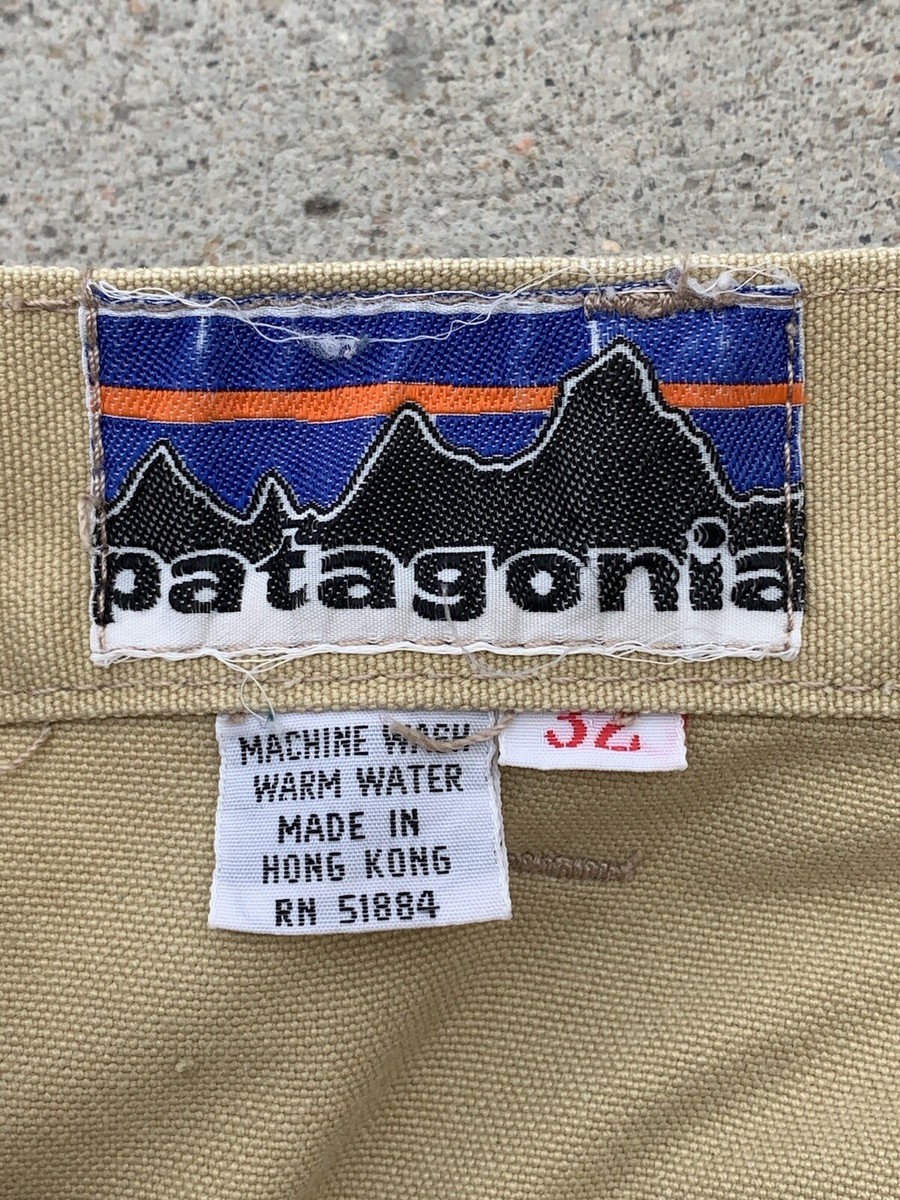 patagonia
MACHINE WASH
WARM WATER
MADE IN
HONG KONG
RN 51884
32